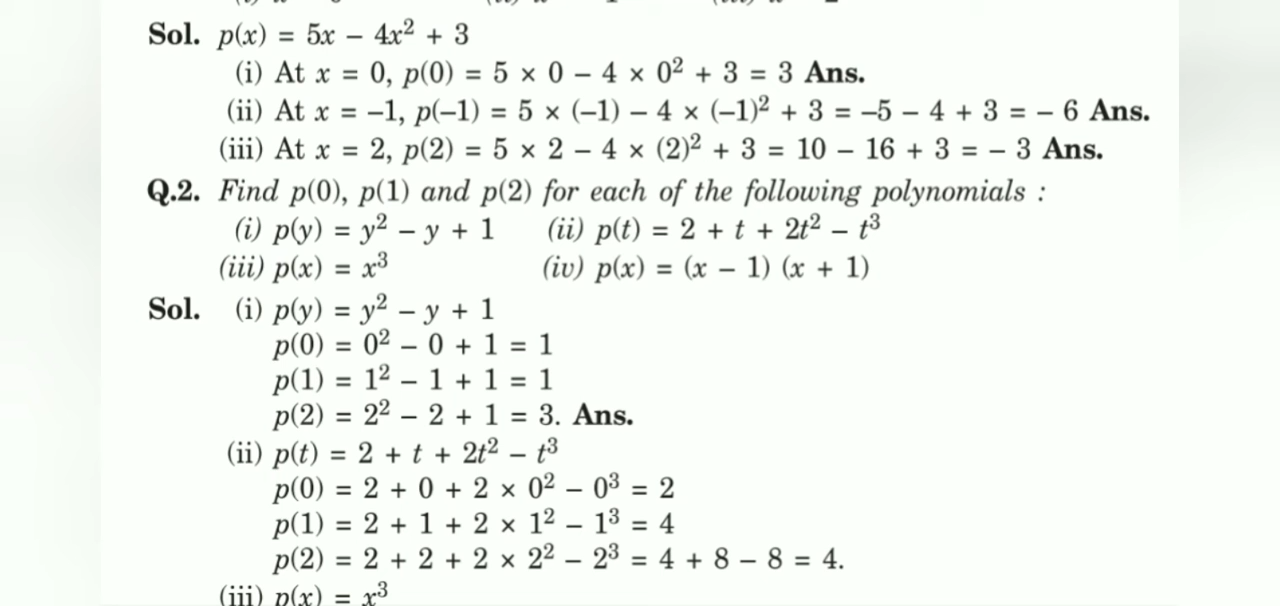 Sol. p(x) = 5x – 4x² + 3
(i) At x = 0, p(0) = 5 × 0 – 4 × 0² + 3 = 3 Ans.
(ii) At x = –1, p(–1) = 5 × (–1) – 4 × (–1)² + 3 = –5 – 4 + 3 = – 6 Ans.
(iii) At x = 2, p(2) = 5 × 2 – 4 × (2)² + 3 = 10 – 16 + 3 = – 3 Ans.
Q.2. Find p(0), p(1) and p(2) for each of the following polynomials :
(i) p(y) = y² – y + 1 (ii) p(t) = 2 + t + 2t² – t³
(iii) p(x) = x³ (iv) p(x) = (x – 1) (x + 1)
Sol. (i) p(y) = y² – y + 1
p(0) = 0² – 0 + 1 = 1
p(1) = 1² – 1 + 1 = 1
p(2) = 2² – 2 + 1 = 3. Ans.
(ii) p(t) = 2 + t + 2t² – t³
p(0) = 2 + 0 + 2 × 0² – 0³ = 2
p(1) = 2 + 1 + 2 × 1² – 1³ = 4
p(2) = 2 + 2 + 2 × 2² – 2³ = 4 + 8 – 8 = 4.
(iii) p(x) = x³